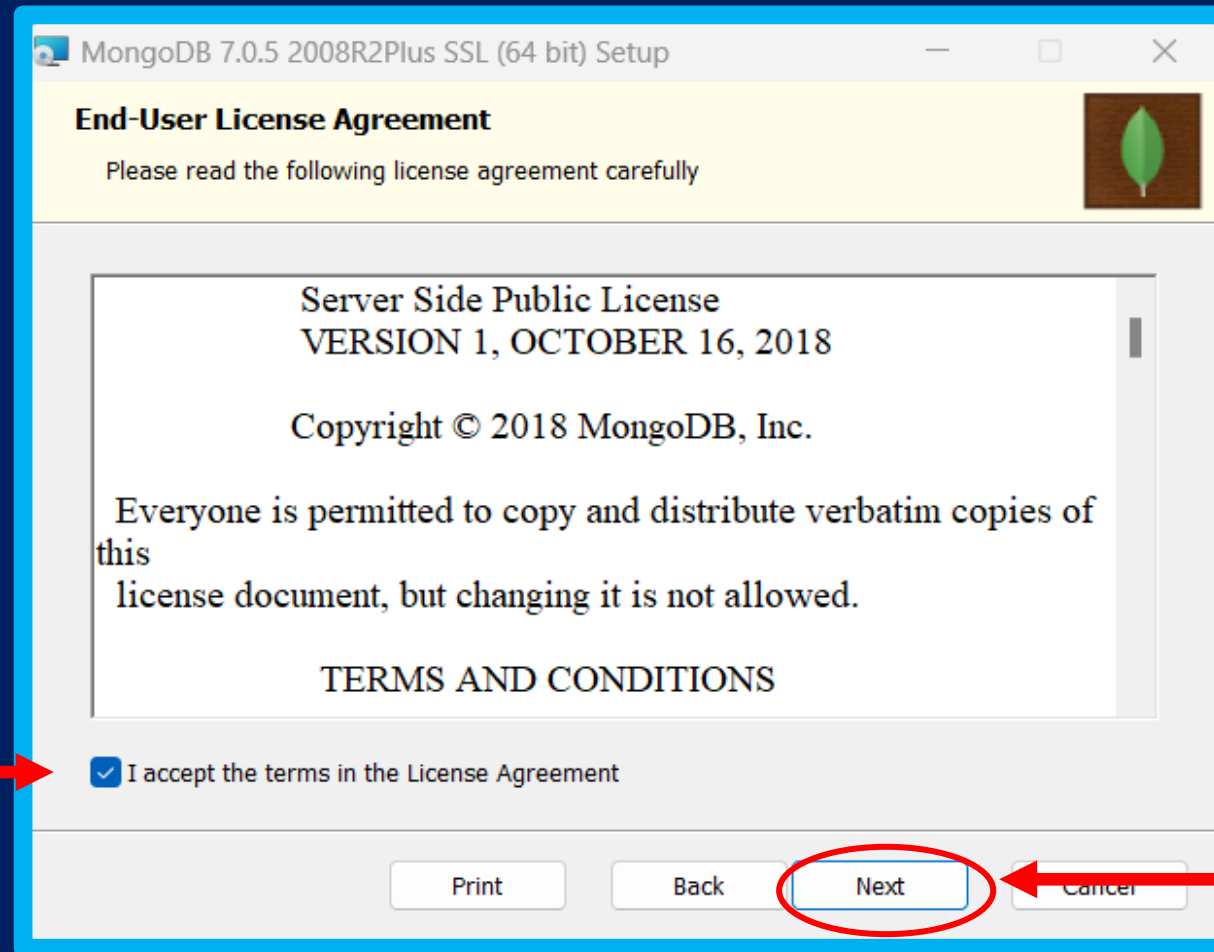 MongoDB 7.0.5 2008R2Plus SSL (64 bit) Setup
End-User License Agreement
Please read the following license agreement carefully
Server Side Public License
VERSION 1, OCTOBER 16, 2018
Copyright © 2018 MongoDB, Inc.
Everyone is permitted to copy and distribute verbatim copies of
this
license document, but changing it is not allowed.
TERMS AND CONDITIONS
I accept the terms in the License Agreement
Print Back Next Cancel